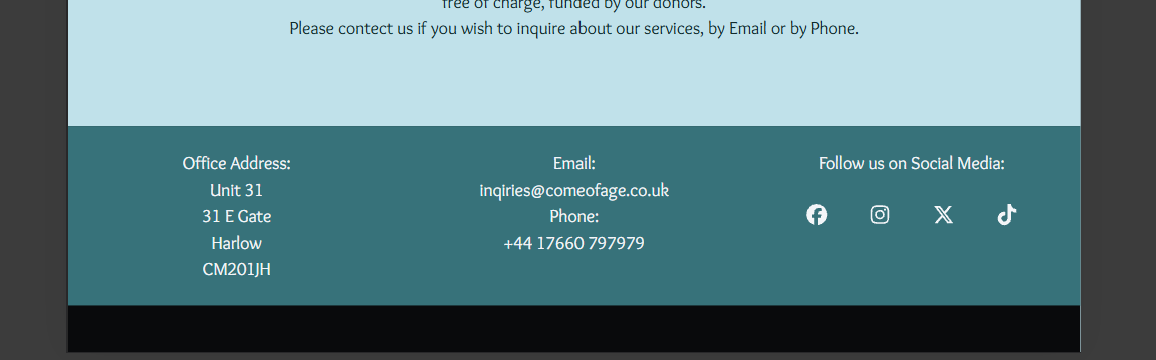 free of charge, funded by our donors.
Please contact us if you wish to inquire about our services, by Email or by Phone.
Office Address:
Unit 31
31 E Gate
Harlow
CM201JH
Email:
inqiries@comeofage.co.uk
Phone:
+44 17660 797979
Follow us on Social Media: